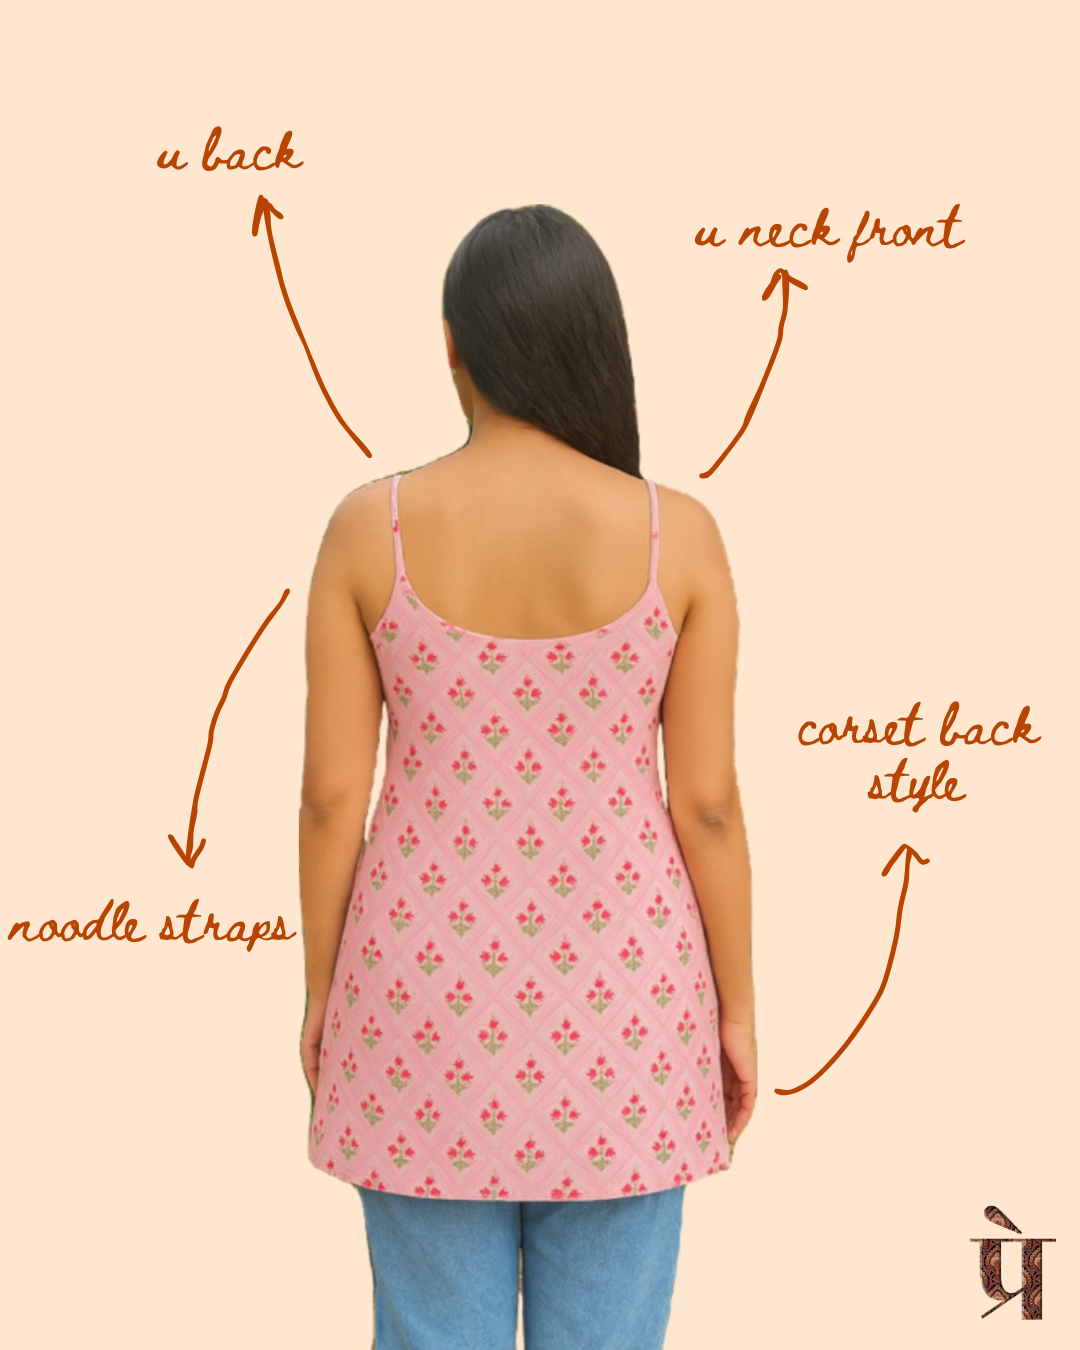 u back
u neck front
corset back
style
noodle straps
प्रे